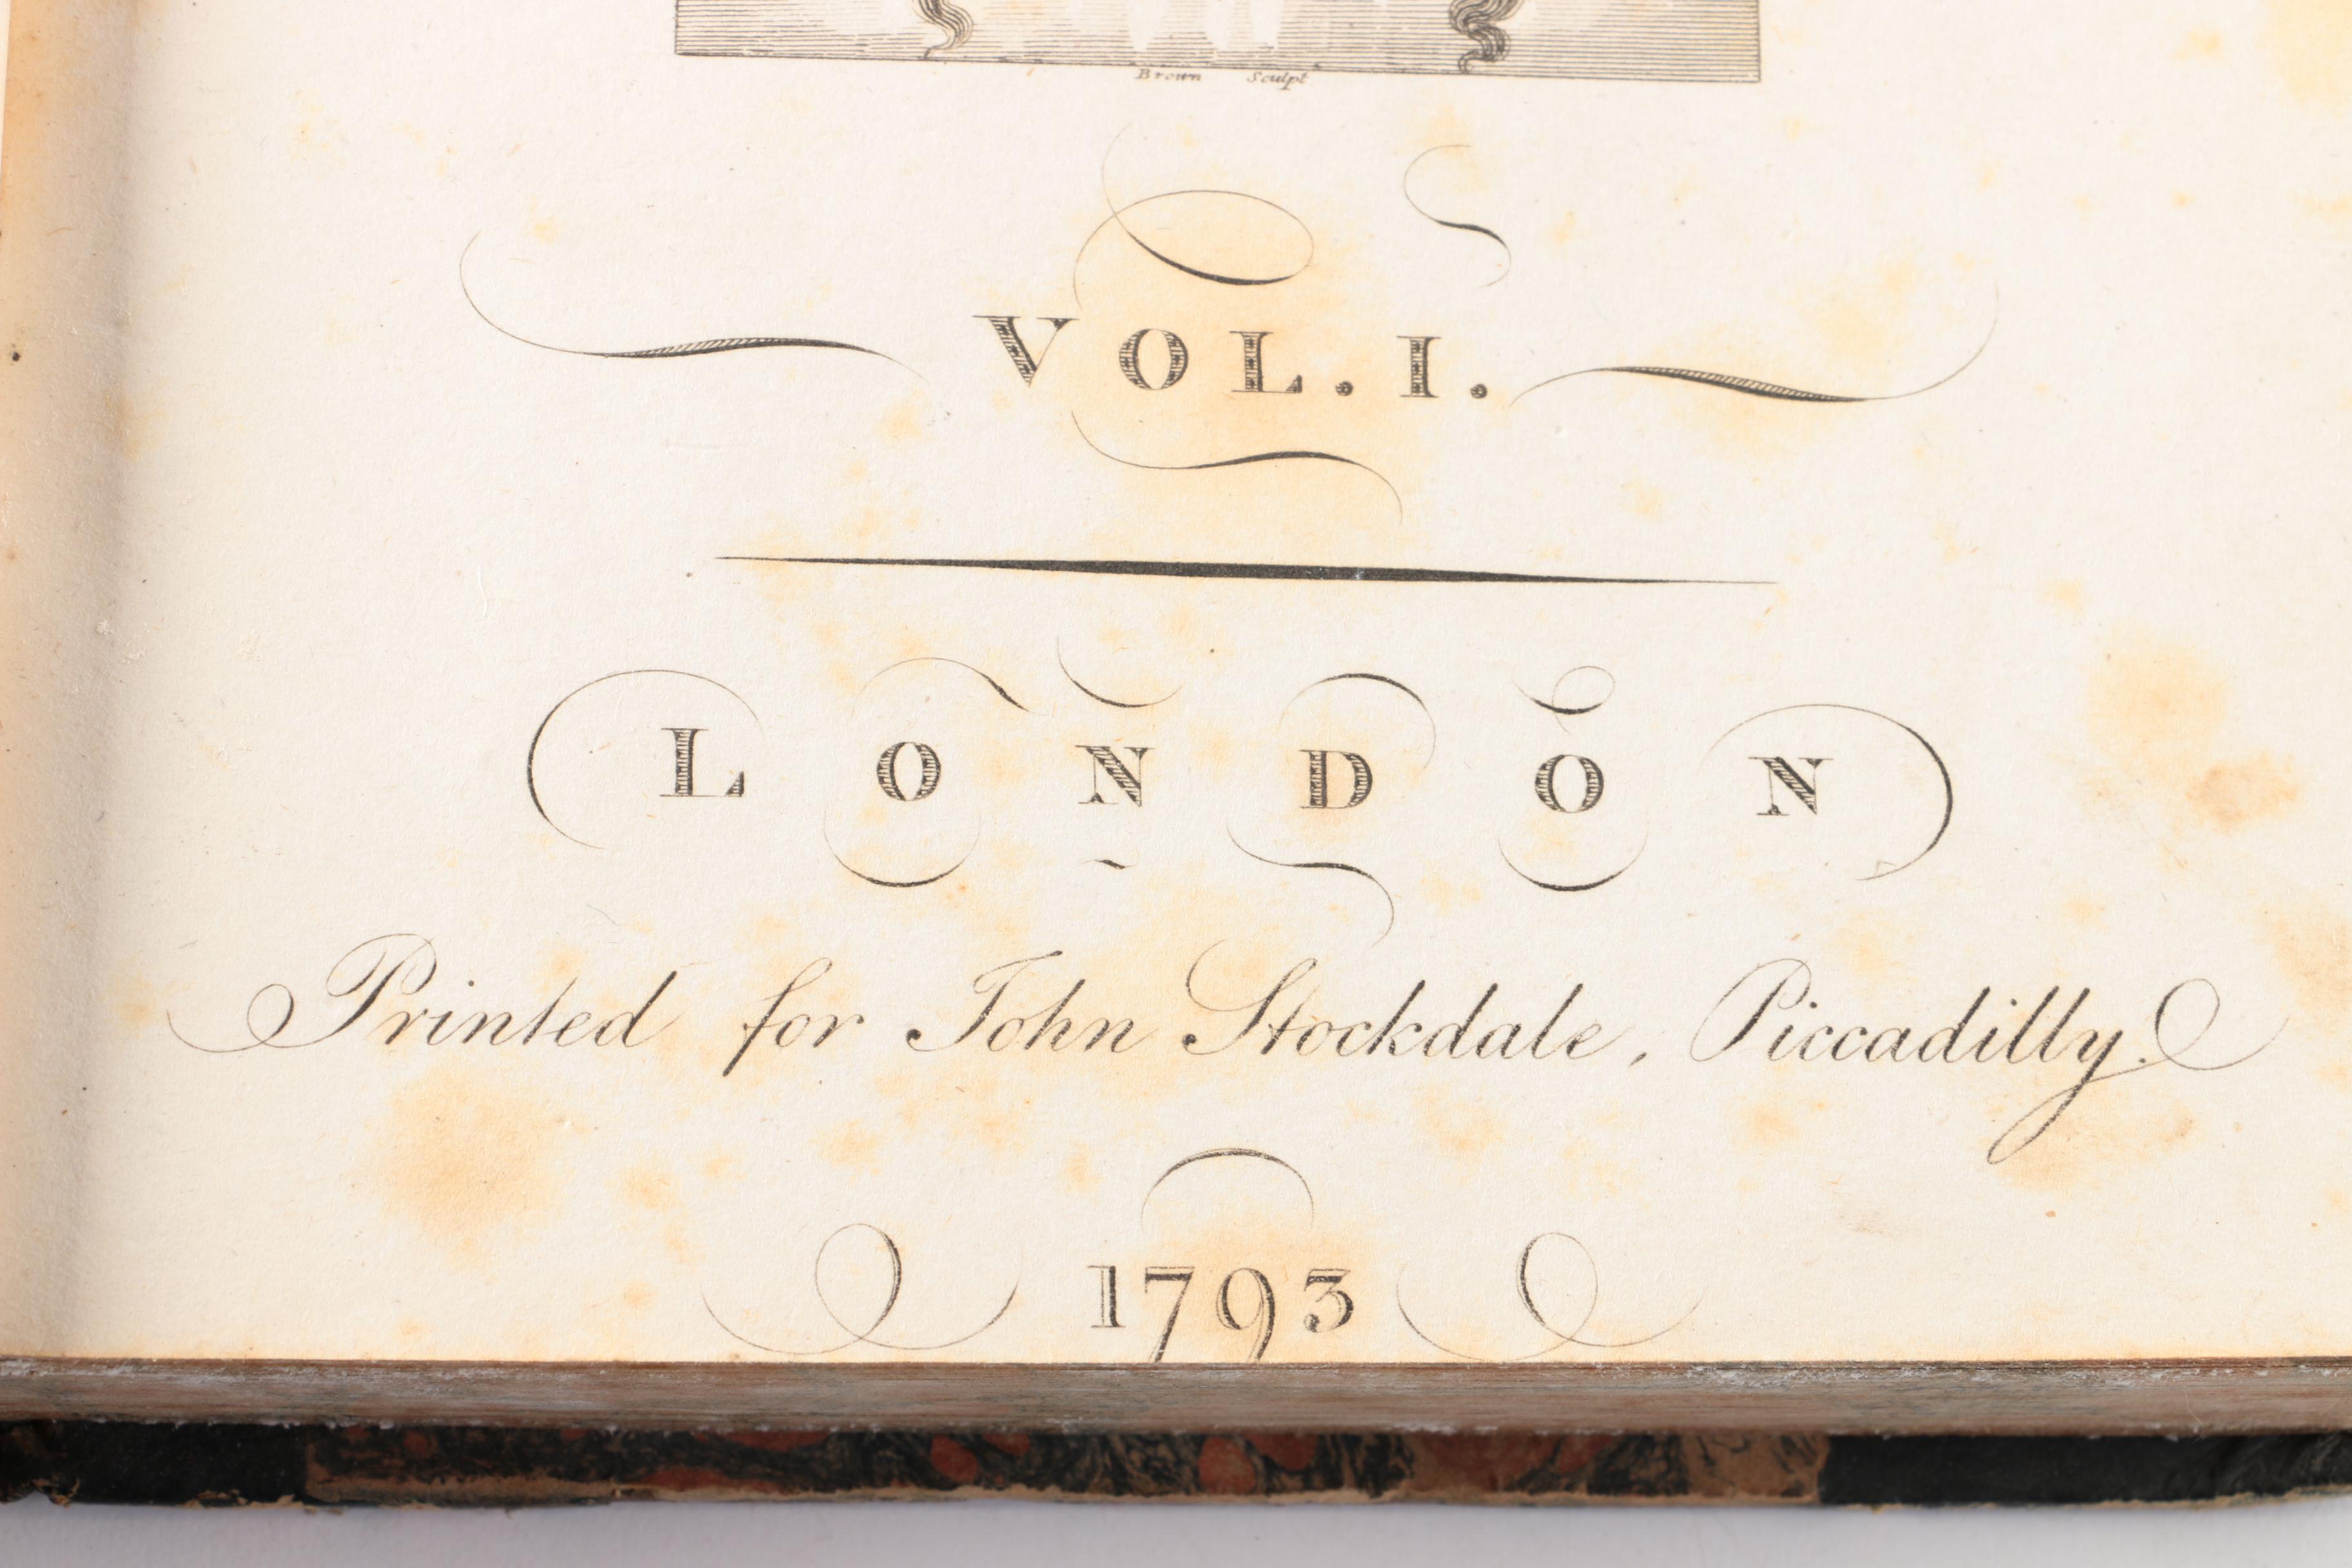 Brown Sculpt
VOL. I.
LONDON
Printed for John Stockdale, Piccadilly.
1793